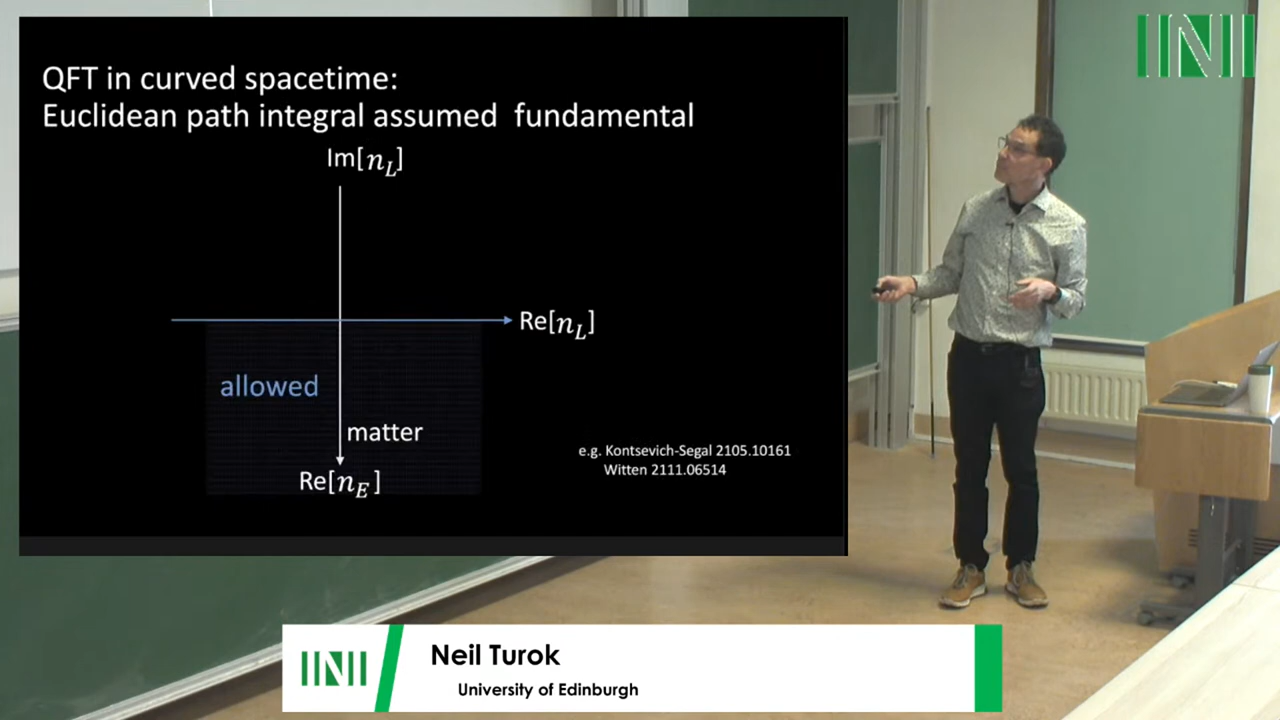 QFT in curved spacetime:
Euclidean path integral assumed fundamental
Im[n_L]
Re[n_L]
allowed
matter
Re[n_E]
e.g. Kontsevich-Segal 2105.10161
Witten 2111.06514
INI
INI
Neil Turok
University of Edinburgh